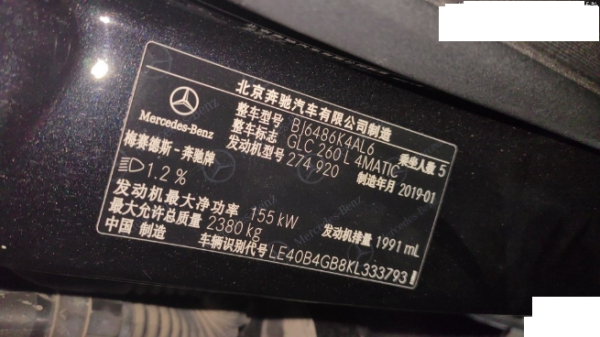 北京奔驰汽车有限公司制造
Mercedes-Benz
整车型号 BJ6486K4AL6 乘坐人数 5
整车标志 GLC 260 L 4MATIC
梅赛德斯－奔驰牌 发动机型号 274 920 制造年月 2019-01
1.2 %
发动机最大净功率 155 kW 发动机排量 1991 mL
最大允许总质量 2380 kg
中国 制造 车辆识别代号 LE40B4GB8KL333793